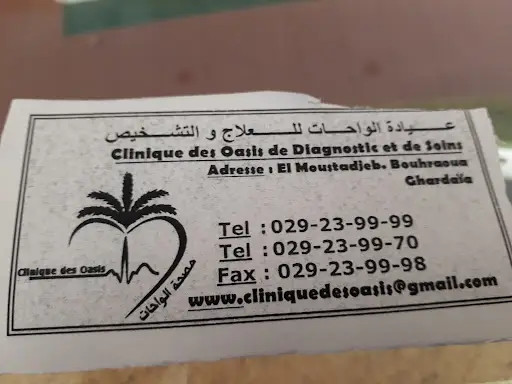 عيادة الواحات للعلاج و التشخيص
Clinique des Oasis de Diagnostic et de Soins
Adresse : El Moustadjeb. Bouhraoua
Ghardaïa
Clinique des Oasis
مصحة الواحات
Tel : 029-23-99-99
Tel : 029-23-99-70
Fax : 029-23-99-98
www.cliniquedesoasis@gmail.com